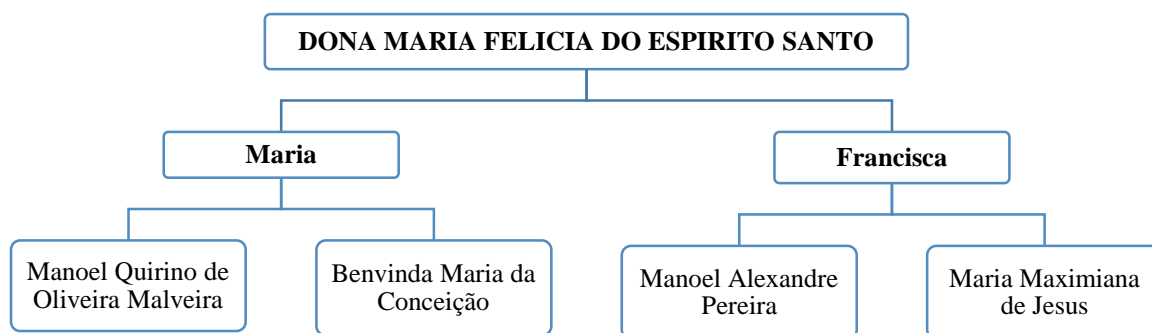 DONA MARIA FELICIA DO ESPIRITO SANTO
Maria
Francisca
Manoel Quirino de
Oliveira Malveira
Benvinda Maria da
Conceição
Manoel Alexandre
Pereira
Maria Maximiana
de Jesus